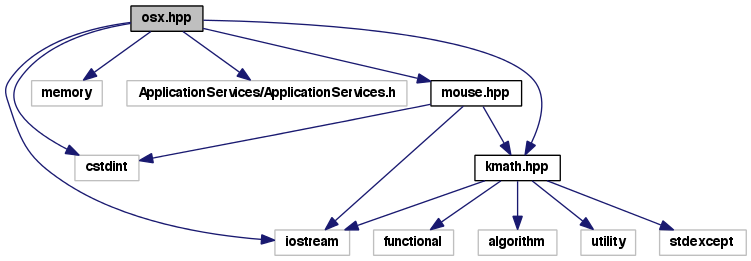 osx.hpp
memory
ApplicationServices/ApplicationServices.h
mouse.hpp
cstdint
kmath.hpp
iostream
functional
algorithm
utility
stdexcept